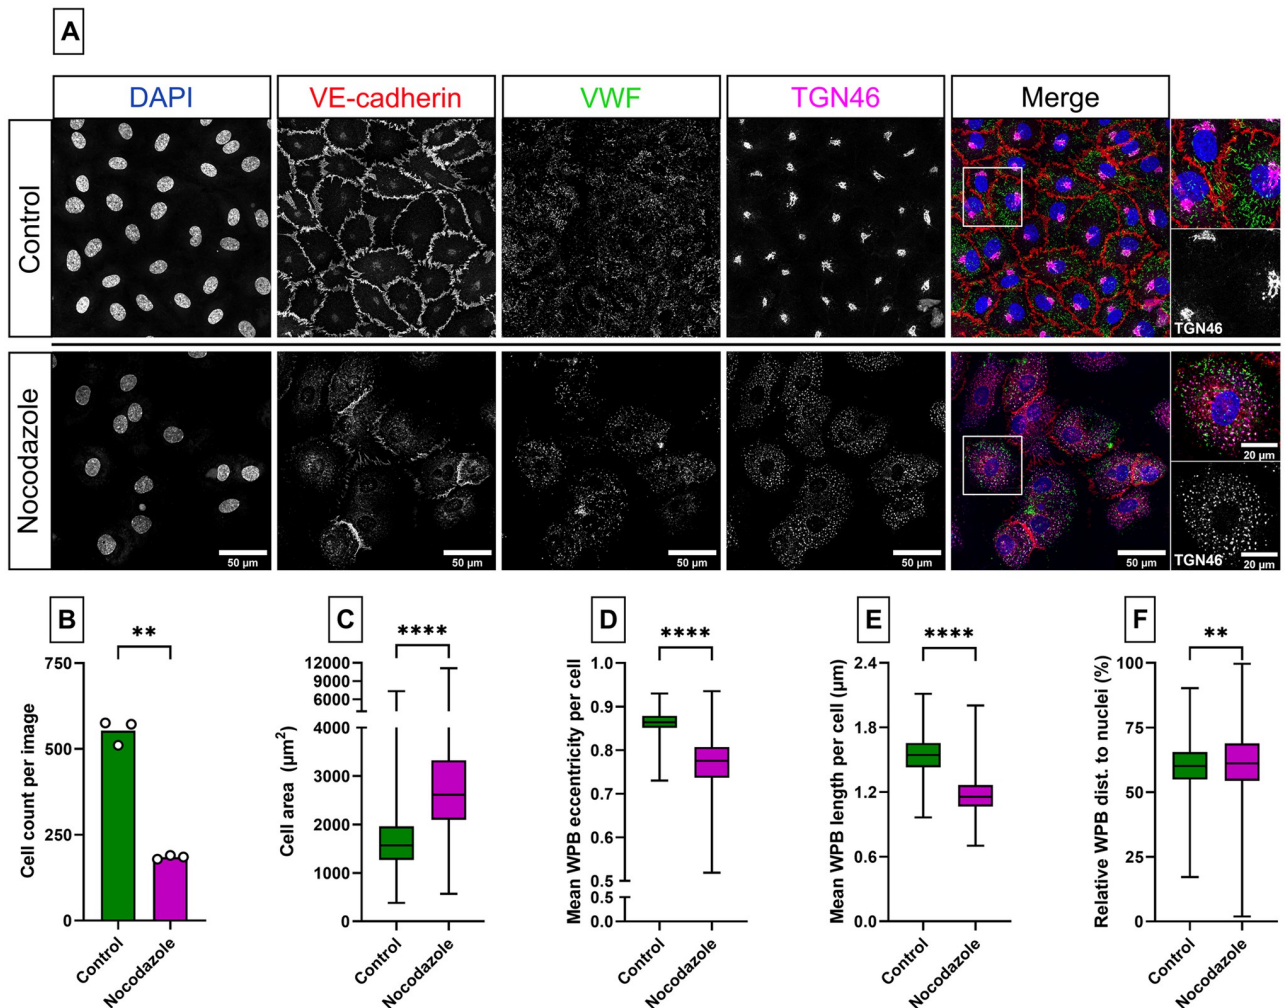 A
DAPI
VE-cadherin
VWF
TGN46
Merge
Control
TGN46
Nocodazole
50 µm
50 µm
50 µm
50 µm
50 µm
20 µm
TGN46
20 µm
B
**
Cell count per image
750
500
250
0
Control
Nocodazole
C
****
Cell area (µm²)
12000
9000
6000
4000
3000
2000
1000
0
Control
Nocodazole
D
****
Mean WPB eccentricity per cell
1.0
0.9
0.8
0.7
0.6
0.5
0.5
0.0
Control
Nocodazole
E
****
Mean WPB length per cell (µm)
2.4
1.8
1.2
0.6
0.0
Control
Nocodazole
F
**
Relative WPB dist. to nuclei (%)
100
75
50
25
0
Control
Nocodazole